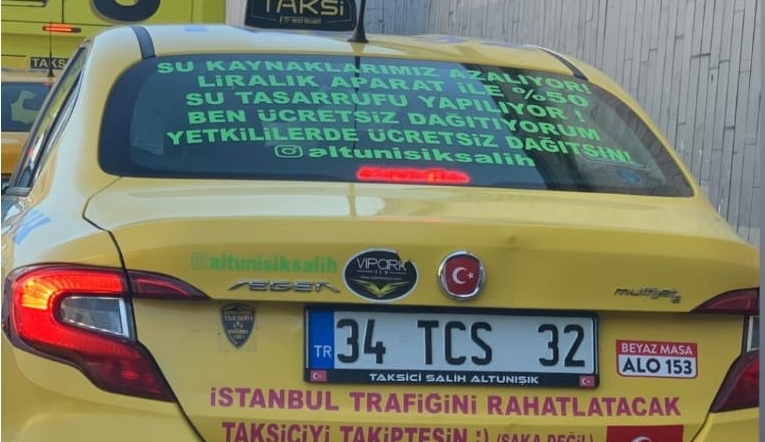 TAKSİ
TAKS
SU KAYNAKLARIMIZ AZALIYOR!
LİRALIK APARAT İLE %50
SU TASARRUFU YAPILIYOR !
BEN ÜCRETSİZ DAĞITIYORUM
YETKİLİLERDE ÜCRETSİZ DAĞITSIN!
altunisiksalih
altunisiksalih
VIPARK
EGEA
multijet
TR 34 TCS 32
TAKSİCİ SALİH ALTUNIŞIK
BEYAZ MASA
ALO 153
İSTANBUL TRAFİĞİNİ RAHATLATACAK
TAKSİCİYİ TAKİPTESİN :) (ŞAKA DEĞİL)